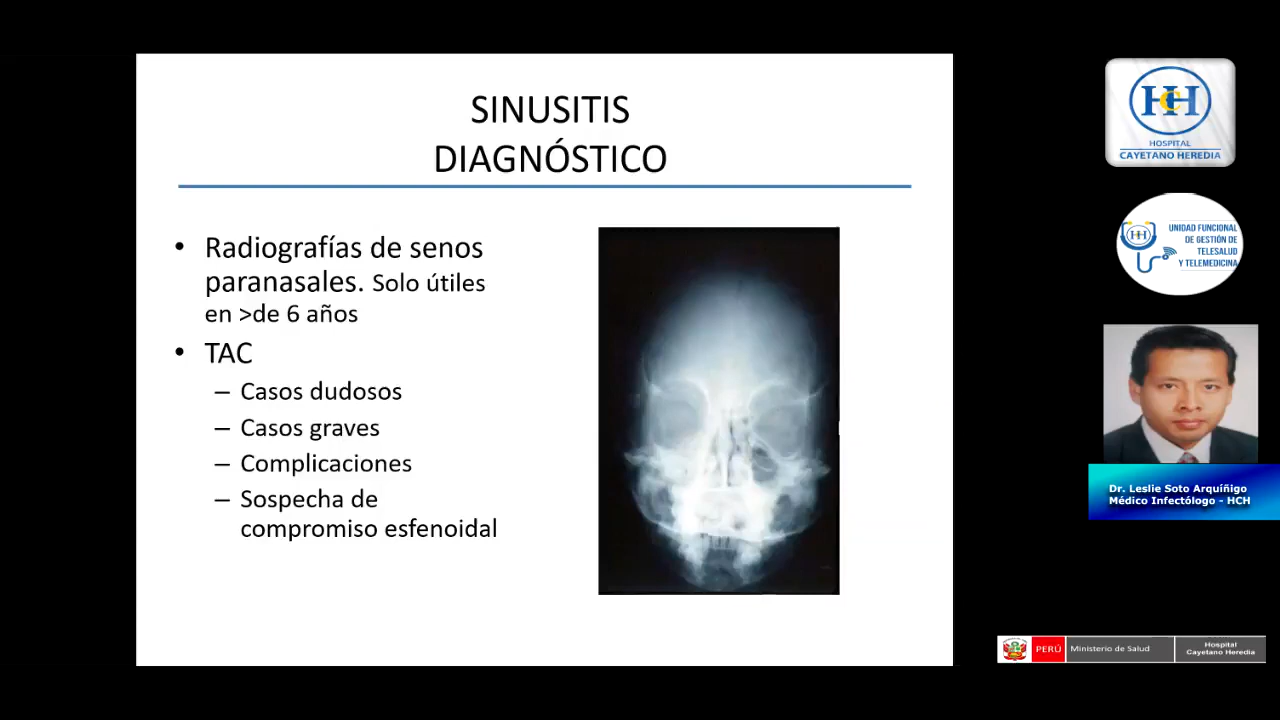 SINUSITIS
DIAGNÓSTICO
• Radiografías de senos
paranasales. Solo útiles
en >de 6 años
• TAC
– Casos dudosos
– Casos graves
– Complicaciones
– Sospecha de
compromiso esfenoidal
HCH
HOSPITAL
CAYETANO HEREDIA
HCH
UNIDAD FUNCIONAL
DE GESTIÓN DE
TELESALUD
Y TELEMEDICINA
Dr. Leslie Soto Arquíñigo
Médico Infectólogo - HCH
PERÚ
Ministerio de Salud
Hospital
Cayetano Heredia